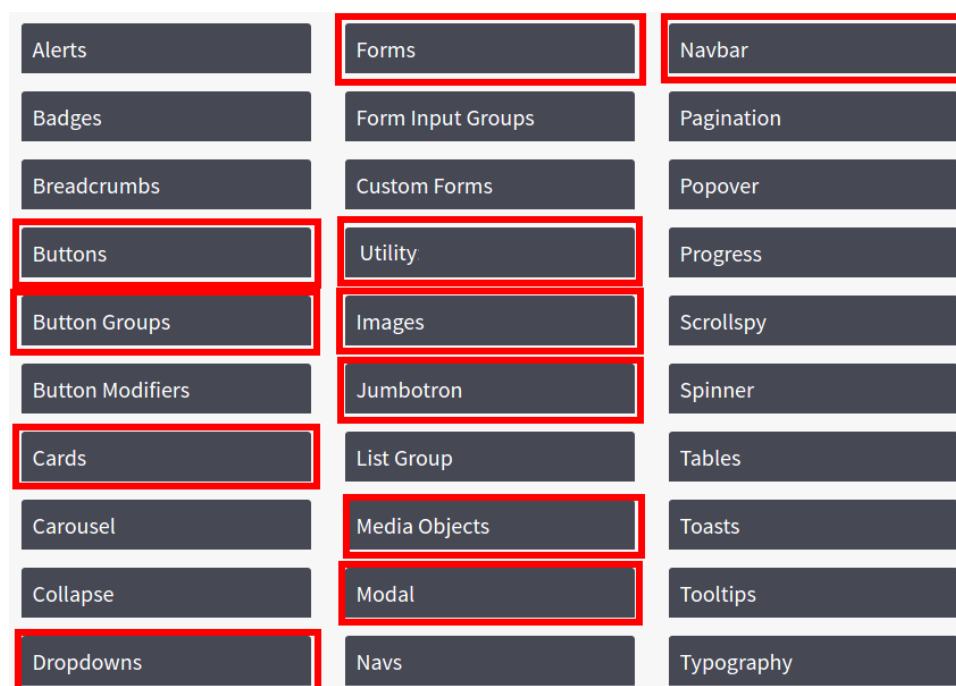 Alerts
Badges
Breadcrumbs
Buttons
Button Groups
Button Modifiers
Cards
Carousel
Collapse
Dropdowns
Forms
Form Input Groups
Custom Forms
Utility
Images
Jumbotron
List Group
Media Objects
Modal
Navs
Navbar
Pagination
Popover
Progress
Scrollspy
Spinner
Tables
Toasts
Tooltips
Typography